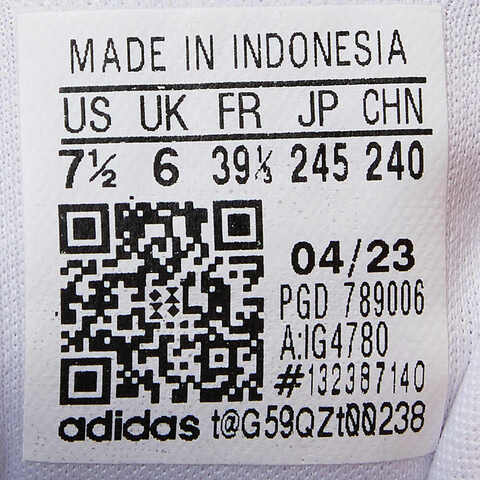 MADE IN INDONESIA
US UK FR JP CHN
7½ 6 39⅓ 245 240
04/23
PGD 789006
A:IG4780
#132387140
adidas t@G59QZt00238